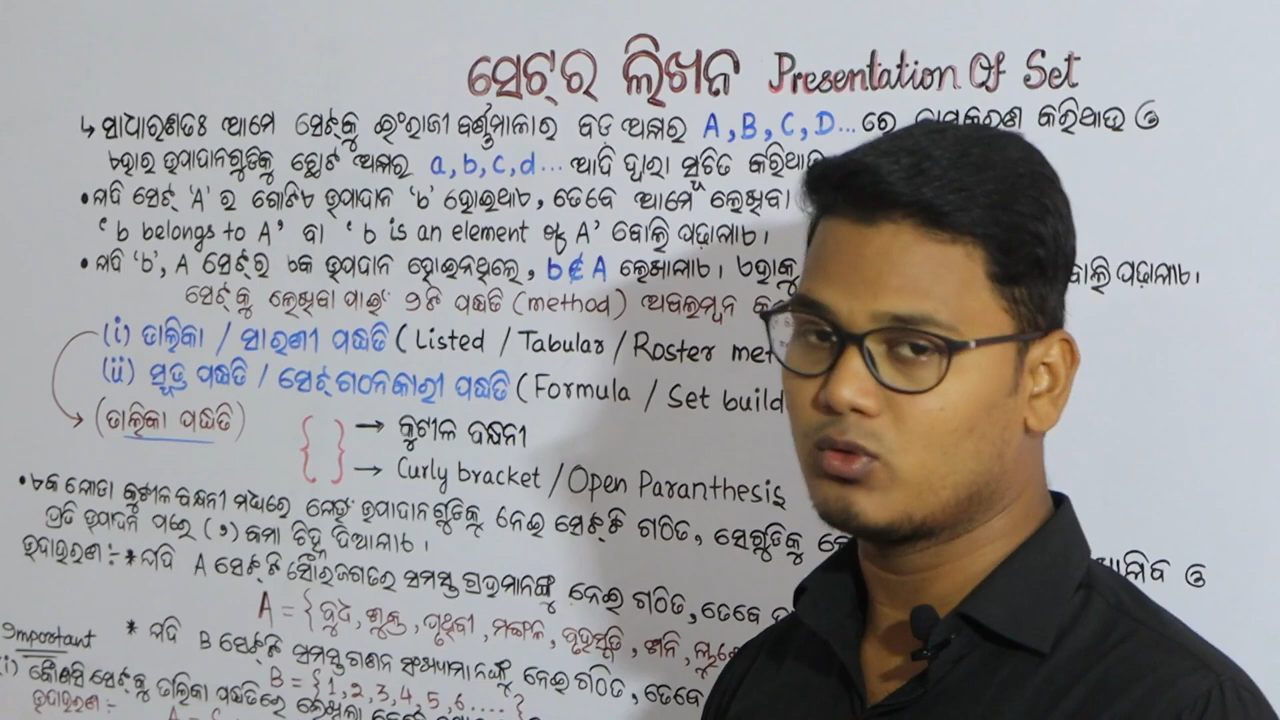 ସେଟ୍‌ର ଲିଖନ Presentation Of Set
↳ ସାଧାରଣତଃ ଆମେ ସେଟ୍‌କୁ ଇଂରାଜୀ ବର୍ଣ୍ଣମାଳାର ବଡ଼ ଅକ୍ଷର A, B, C, D... ରେ ନାମକରଣ କରିଥାଉ ଓ
ଏହାର ଉପାଦାନଗୁଡ଼ିକୁ ଛୋଟ ଅକ୍ଷର a, b, c, d... ଆଦି ଦ୍ୱାରା ସୂଚିତ କରିଥାଉ
• ଯଦି ସେଟ୍ 'A' ର ଗୋଟିଏ ଉପାଦାନ 'b' ହୋଇଥାଏ, ତେବେ ଆମେ ଲେଖିବା
'b belongs to A' ବା 'b is an element of A' ବୋଲି ପଢ଼ାଯାଏ।
• ଯଦି 'b', A ସେଟ୍‌ର ଏକ ଉପାଦାନ ହୋଇନଥିଲେ, b∉A ଲେଖାଯାଏ। ଏହାକୁ ବୋଲି ପଢ଼ାଯାଏ।
ସେଟ୍‌କୁ ଲେଖିବା ପାଇଁ ୨ଟି ପଦ୍ଧତି (method) ଅବଲମ୍ବନ
(i) ତାଲିକା / ସାରଣୀ ପଦ୍ଧତି (Listed / Tabular / Roster
(ii) ସୂତ୍ର ପଦ୍ଧତି / ସେଟ୍‌ଗଠନକାରୀ ପଦ୍ଧତି (Formula / Set build
(ତାଲିକା ପଦ୍ଧତି)
{ } → କୁଟୀଳ ବନ୍ଧନୀ
→ Curly bracket / Open Paranthesis
• ଏକ ଯୋଡା କୁଟୀଳ ବନ୍ଧନୀ ମଧ୍ୟରେ ଯେଉଁ ଉପାଦାନଗୁଡ଼ିକୁ ନେଇ ସେଟ୍‌ଟି ଗଠିତ, ସେଗୁଡ଼ିକୁ ଓ
ପ୍ରତି ଉପାଦାନ ପରେ (,) କମା ଚିହ୍ନ ଦିଆଯାଏ।
ଉଦାହରଣ :- * ଯଦି A ସେଟ୍‌ଟି ସୌରଜଗତର ସମସ୍ତ ଗ୍ରହମାନଙ୍କୁ ନେଇ ଗଠିତ, ତେବେ
A = { ବୁଧ, ଶୁକ୍ର, ପୃଥିବୀ, ମଙ୍ଗଳ, ବୃହସ୍ପତି, ଶନି,
* ଯଦି B ସେଟ୍‌ଟି ସମସ୍ତ ଗଣନ ସଂଖ୍ୟାମାନଙ୍କୁ ନେଇ ଗଠିତ, ତେବେ
B = {1, 2, 3, 4, 5, 6 .....}
Important
(i) କୌଣସି ସେଟ୍‌କୁ ତାଲିକା ପଦ୍ଧତିରେ ଲେଖିଲା ବେଳେ
ଉଦାହରଣ :-